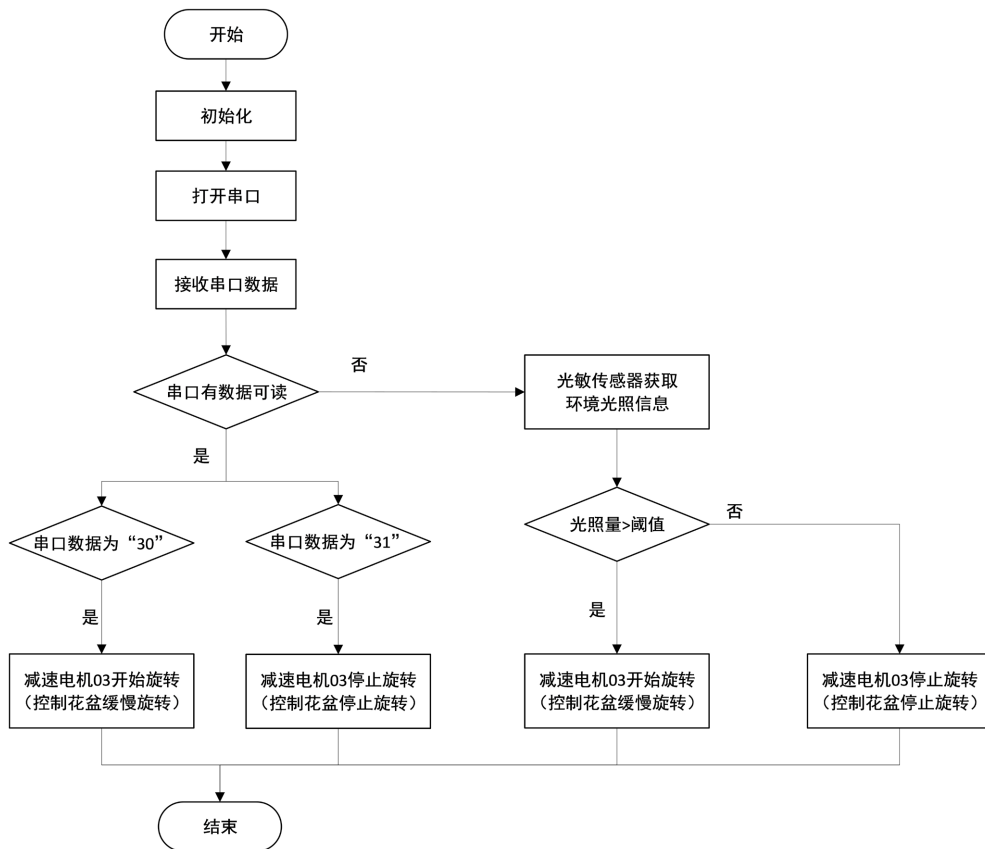 开始
初始化
打开串口
接收串口数据
串口有数据可读
否
光敏传感器获取
环境光照信息
是
光照量>阈值
否
串口数据为“30”
串口数据为“31”
是
是
是
减速电机03开始旋转
（控制花盆缓慢旋转）
减速电机03停止旋转
（控制花盆停止旋转）
减速电机03开始旋转
（控制花盆缓慢旋转）
减速电机03停止旋转
（控制花盆停止旋转）
结束